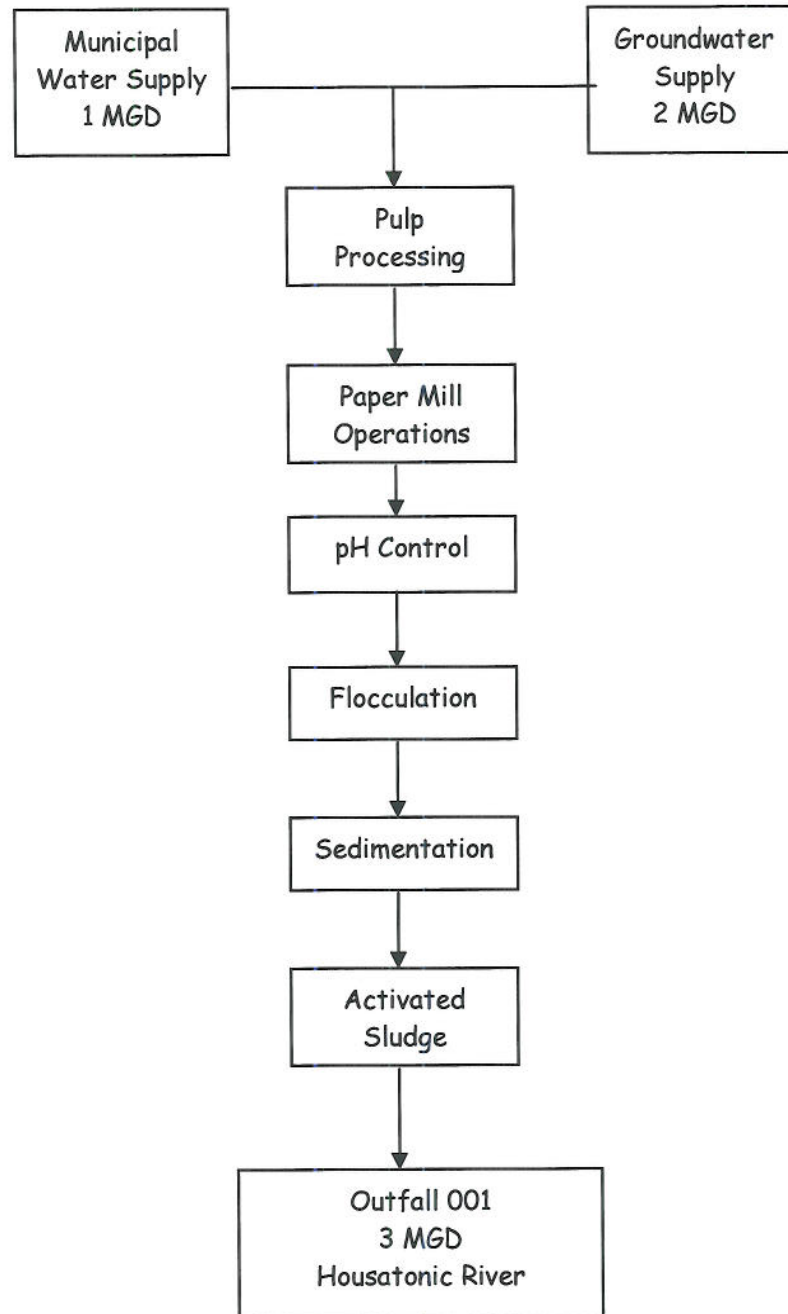 Municipal
Water Supply
1 MGD
Groundwater
Supply
2 MGD
Pulp
Processing
Paper Mill
Operations
pH Control
Flocculation
Sedimentation
Activated
Sludge
Outfall 001
3 MGD
Housatonic River